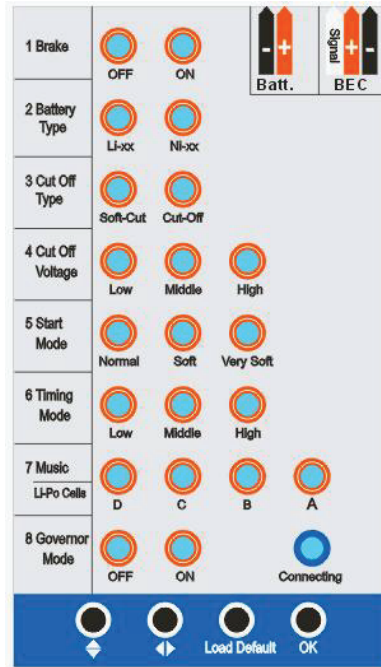 1 Brake
OFF ON
- + Signal + -
Batt. BEC
2 Battery
Type
Li-xx Ni-xx
3 Cut Off
Type
Soft-Cut Cut-Off
4 Cut Off
Voltage
Low Middle High
5 Start
Mode
Normal Soft Very Soft
6 Timing
Mode
Low Middle High
7 Music
Li-Po Cells
D C B A
8 Governor
Mode
OFF ON Connecting
Load Default OK